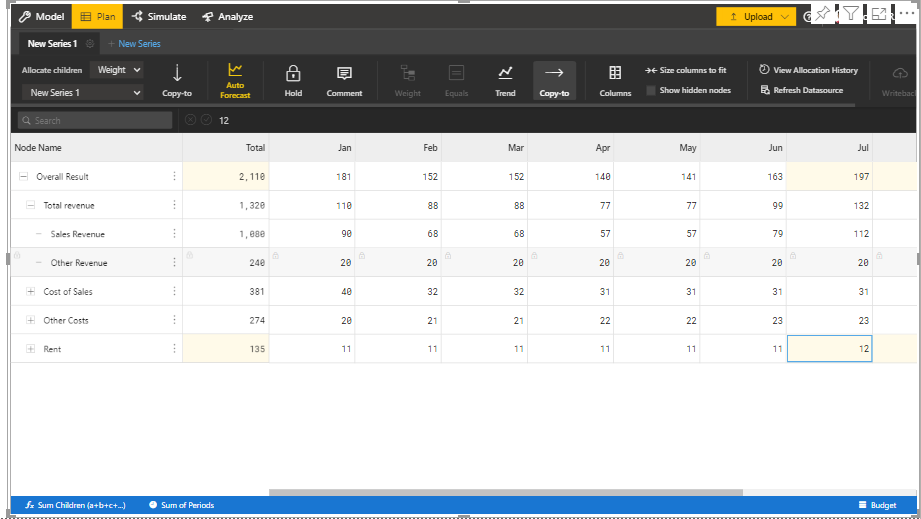 Model Plan Simulate Analyze Upload
New Series 1 + New Series
Allocate children Weight
New Series 1
Copy-to
Auto
Forecast
Hold Comment Weight Equals Trend Copy-to Columns
Size columns to fit
Show hidden nodes
View Allocation History
Refresh Datasource
Search 12
Node Name Total Jan Feb Mar Apr May Jun Jul
Overall Result 2,110 181 152 152 140 141 163 197
Total revenue 1,320 110 88 88 77 77 99 132
Sales Revenue 1,080 90 68 68 57 57 79 112
Other Revenue 240 20 20 20 20 20 20 20
Cost of Sales 381 40 32 32 31 31 31 31
Other Costs 274 20 21 21 22 22 23 23
Rent 135 11 11 11 11 11 11 12
fx Sum Children (a+b+c+...) Sum of Periods Budget